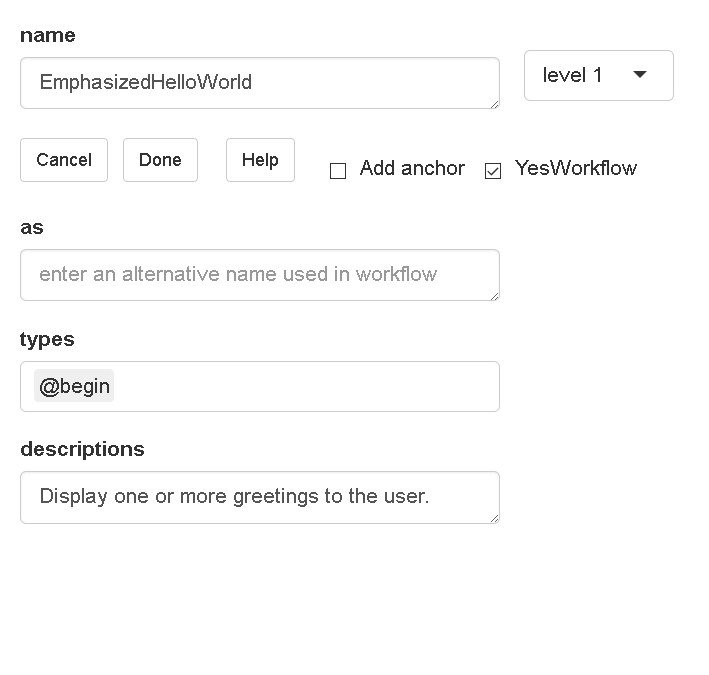 name
EmphasizedHelloWorld
level 1
Cancel Done Help Add anchor YesWorkflow
as
enter an alternative name used in workflow
types
@begin
descriptions
Display one or more greetings to the user.